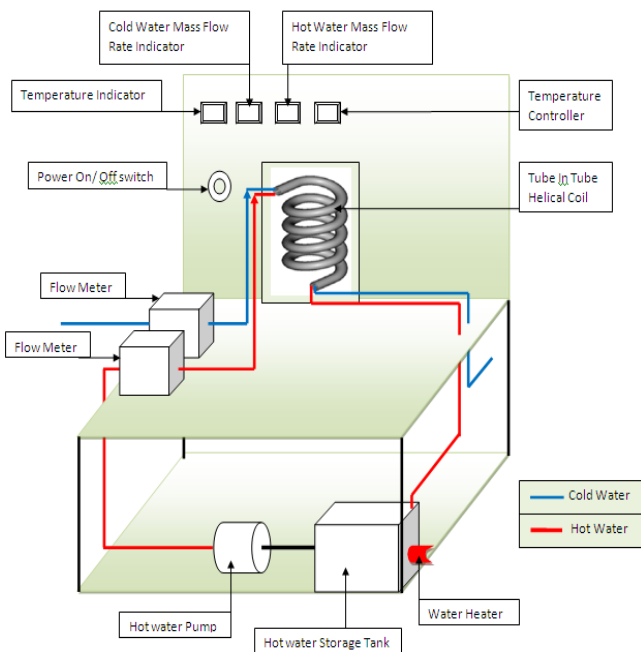 Cold Water Mass Flow
Rate Indicator
Hot Water Mass Flow
Rate Indicator
Temperature Indicator
Temperature
Controller
Power On/ Off switch
Tube In Tube
Helical Coil
Flow Meter
Flow Meter
Cold Water
Hot Water
Hot water Pump
Hot water Storage Tank
Water Heater